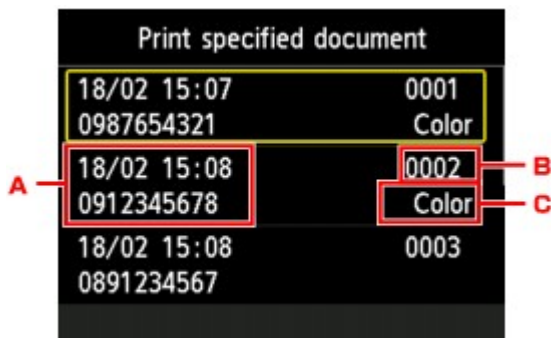 Print specified document
18/02 15:07 0001
0987654321 Color
18/02 15:08 0002
0912345678 Color
18/02 15:08 0003
0891234567
A
B
C